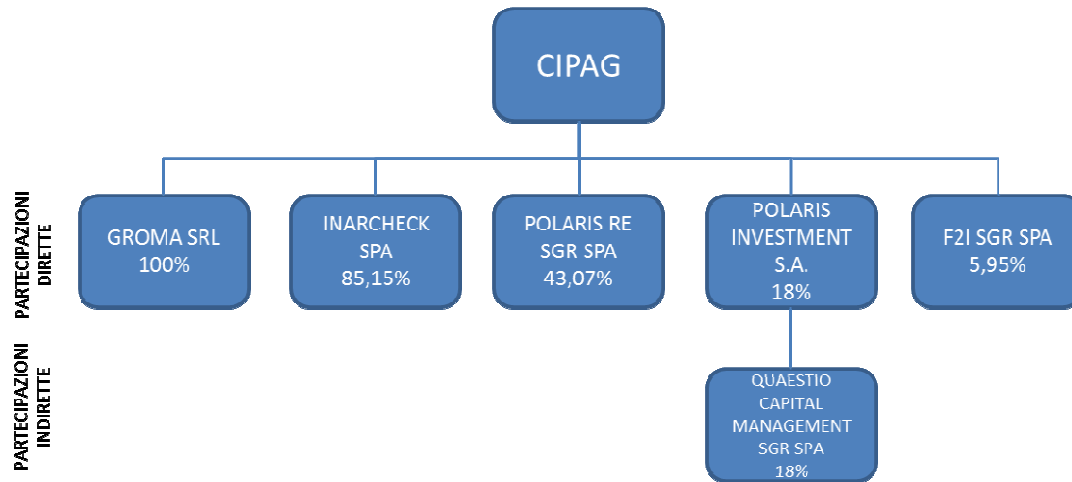 CIPAG
PARTECIPAZIONI
DIRETTE
GROMA SRL
100%
INARCHECK
SPA
85,15%
POLARIS RE
SGR SPA
43,07%
POLARIS
INVESTMENT
S.A.
18%
F2I SGR SPA
5,95%
PARTECIPAZIONI
INDIRETTE
QUAESTIO
CAPITAL
MANAGEMENT
SGR SPA
18%